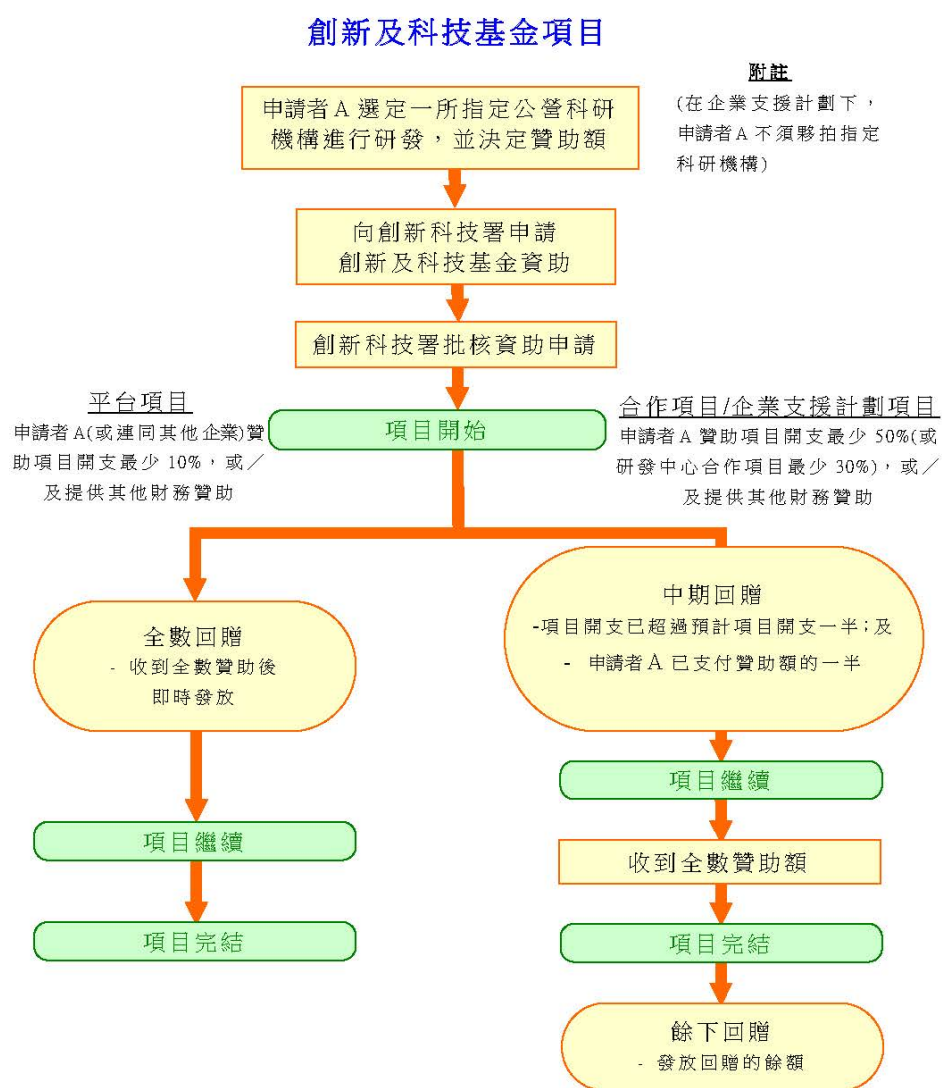 創新及科技基金項目
附註
(在企業支援計劃下，
申請者A 不須夥拍指定
科研機構)
申請者A 選定一所指定公營科研
機構進行研發，並決定贊助額
向創新科技署申請
創新及科技基金資助
創新科技署批核資助申請
項目開始
平台項目
申請者A(或連同其他企業)贊
助項目開支最少 10%，或／
及提供其他財務贊助
合作項目/企業支援計劃項目
申請者A 贊助項目開支最少 50%(或
研發中心合作項目最少 30%)，或／
及提供其他財務贊助
全數回贈
- 收到全數贊助後
即時發放
項目繼續
項目完結
中期回贈
-項目開支已超過預計項目開支一半；及
- 申請者A 已支付贊助額的一半
項目繼續
收到全數贊助額
項目完結
餘下回贈
- 發放回贈的餘額